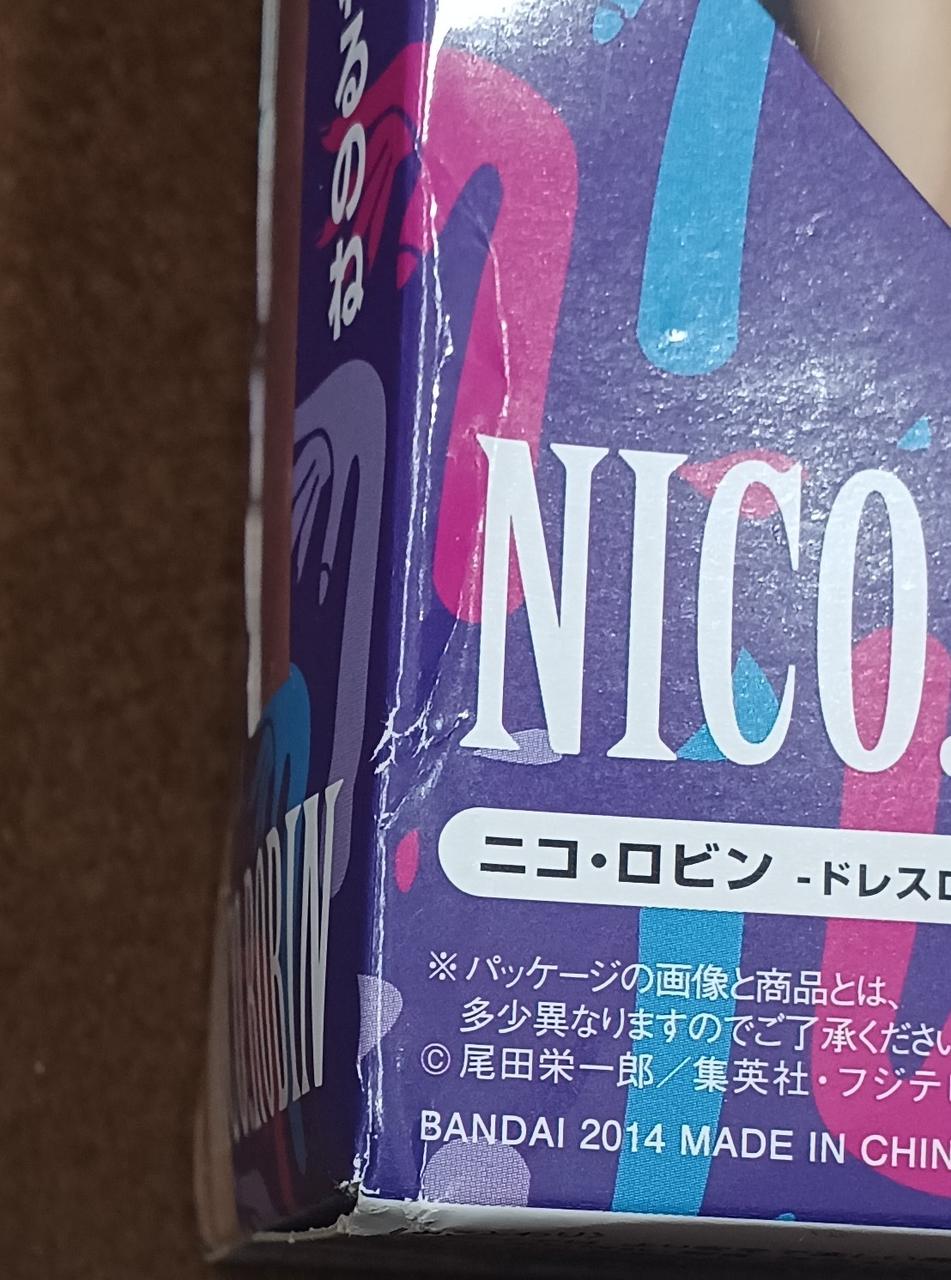 るのね
NICO
ニコ・ロビン -ドレスロ
※パッケージの画像と商品とは、
多少異なりますのでご了承ください
© 尾田栄一郎／集英社・フジテレ
BANDAI 2014 MADE IN CHIN
ROBIN